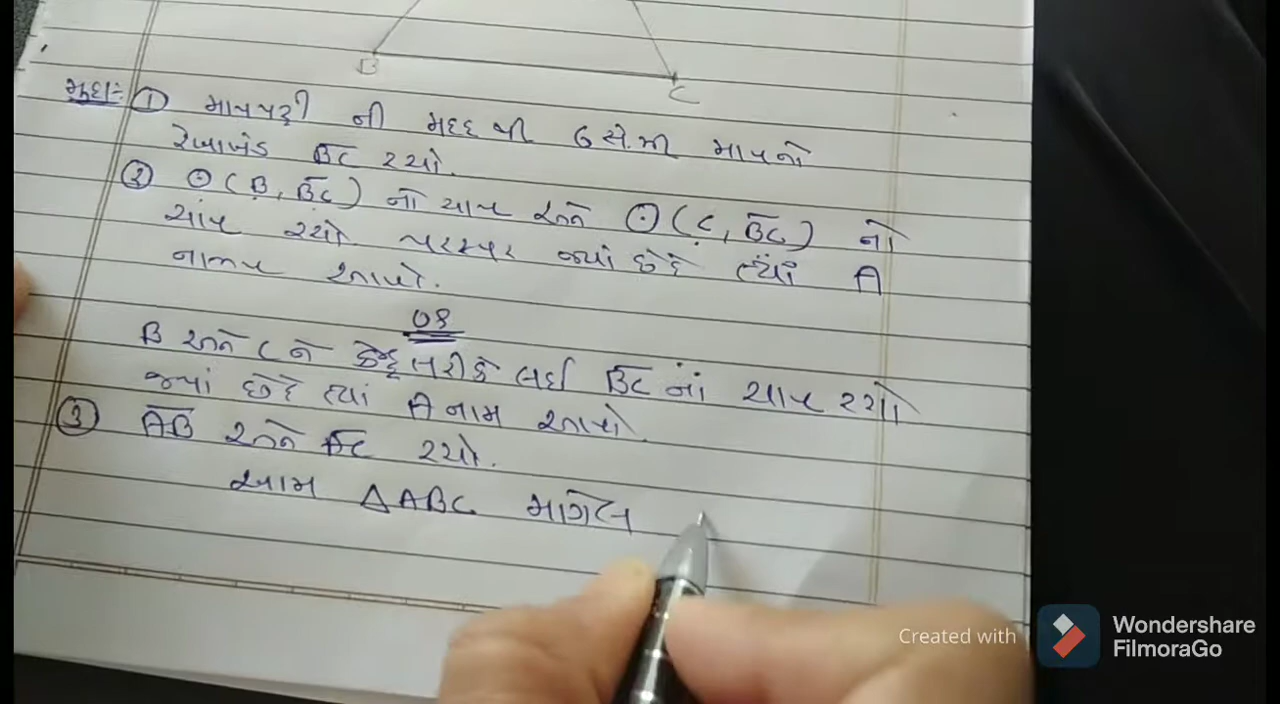 B
C
મુદ્દા:- ① માપપટ્ટી ની મદદ થી 6 સેમી માપનો
રેખાખંડ BC રચો.
② ⊙(B, BC) નો ચાપ અને ⊙(C, BC) નો
ચાપ રચો પરસ્પર જ્યાં છેદે ત્યાં A
નામ આપો.
OR
B અને C ને કેન્દ્ર તરીકે લઈ BC નાં ચાપ રચો
જ્યાં છેદે ત્યાં A નામ આપો.
③ AB અને AC રચો.
આમ ΔABC માંગેલ
Created with
Wondershare
FilmoraGo